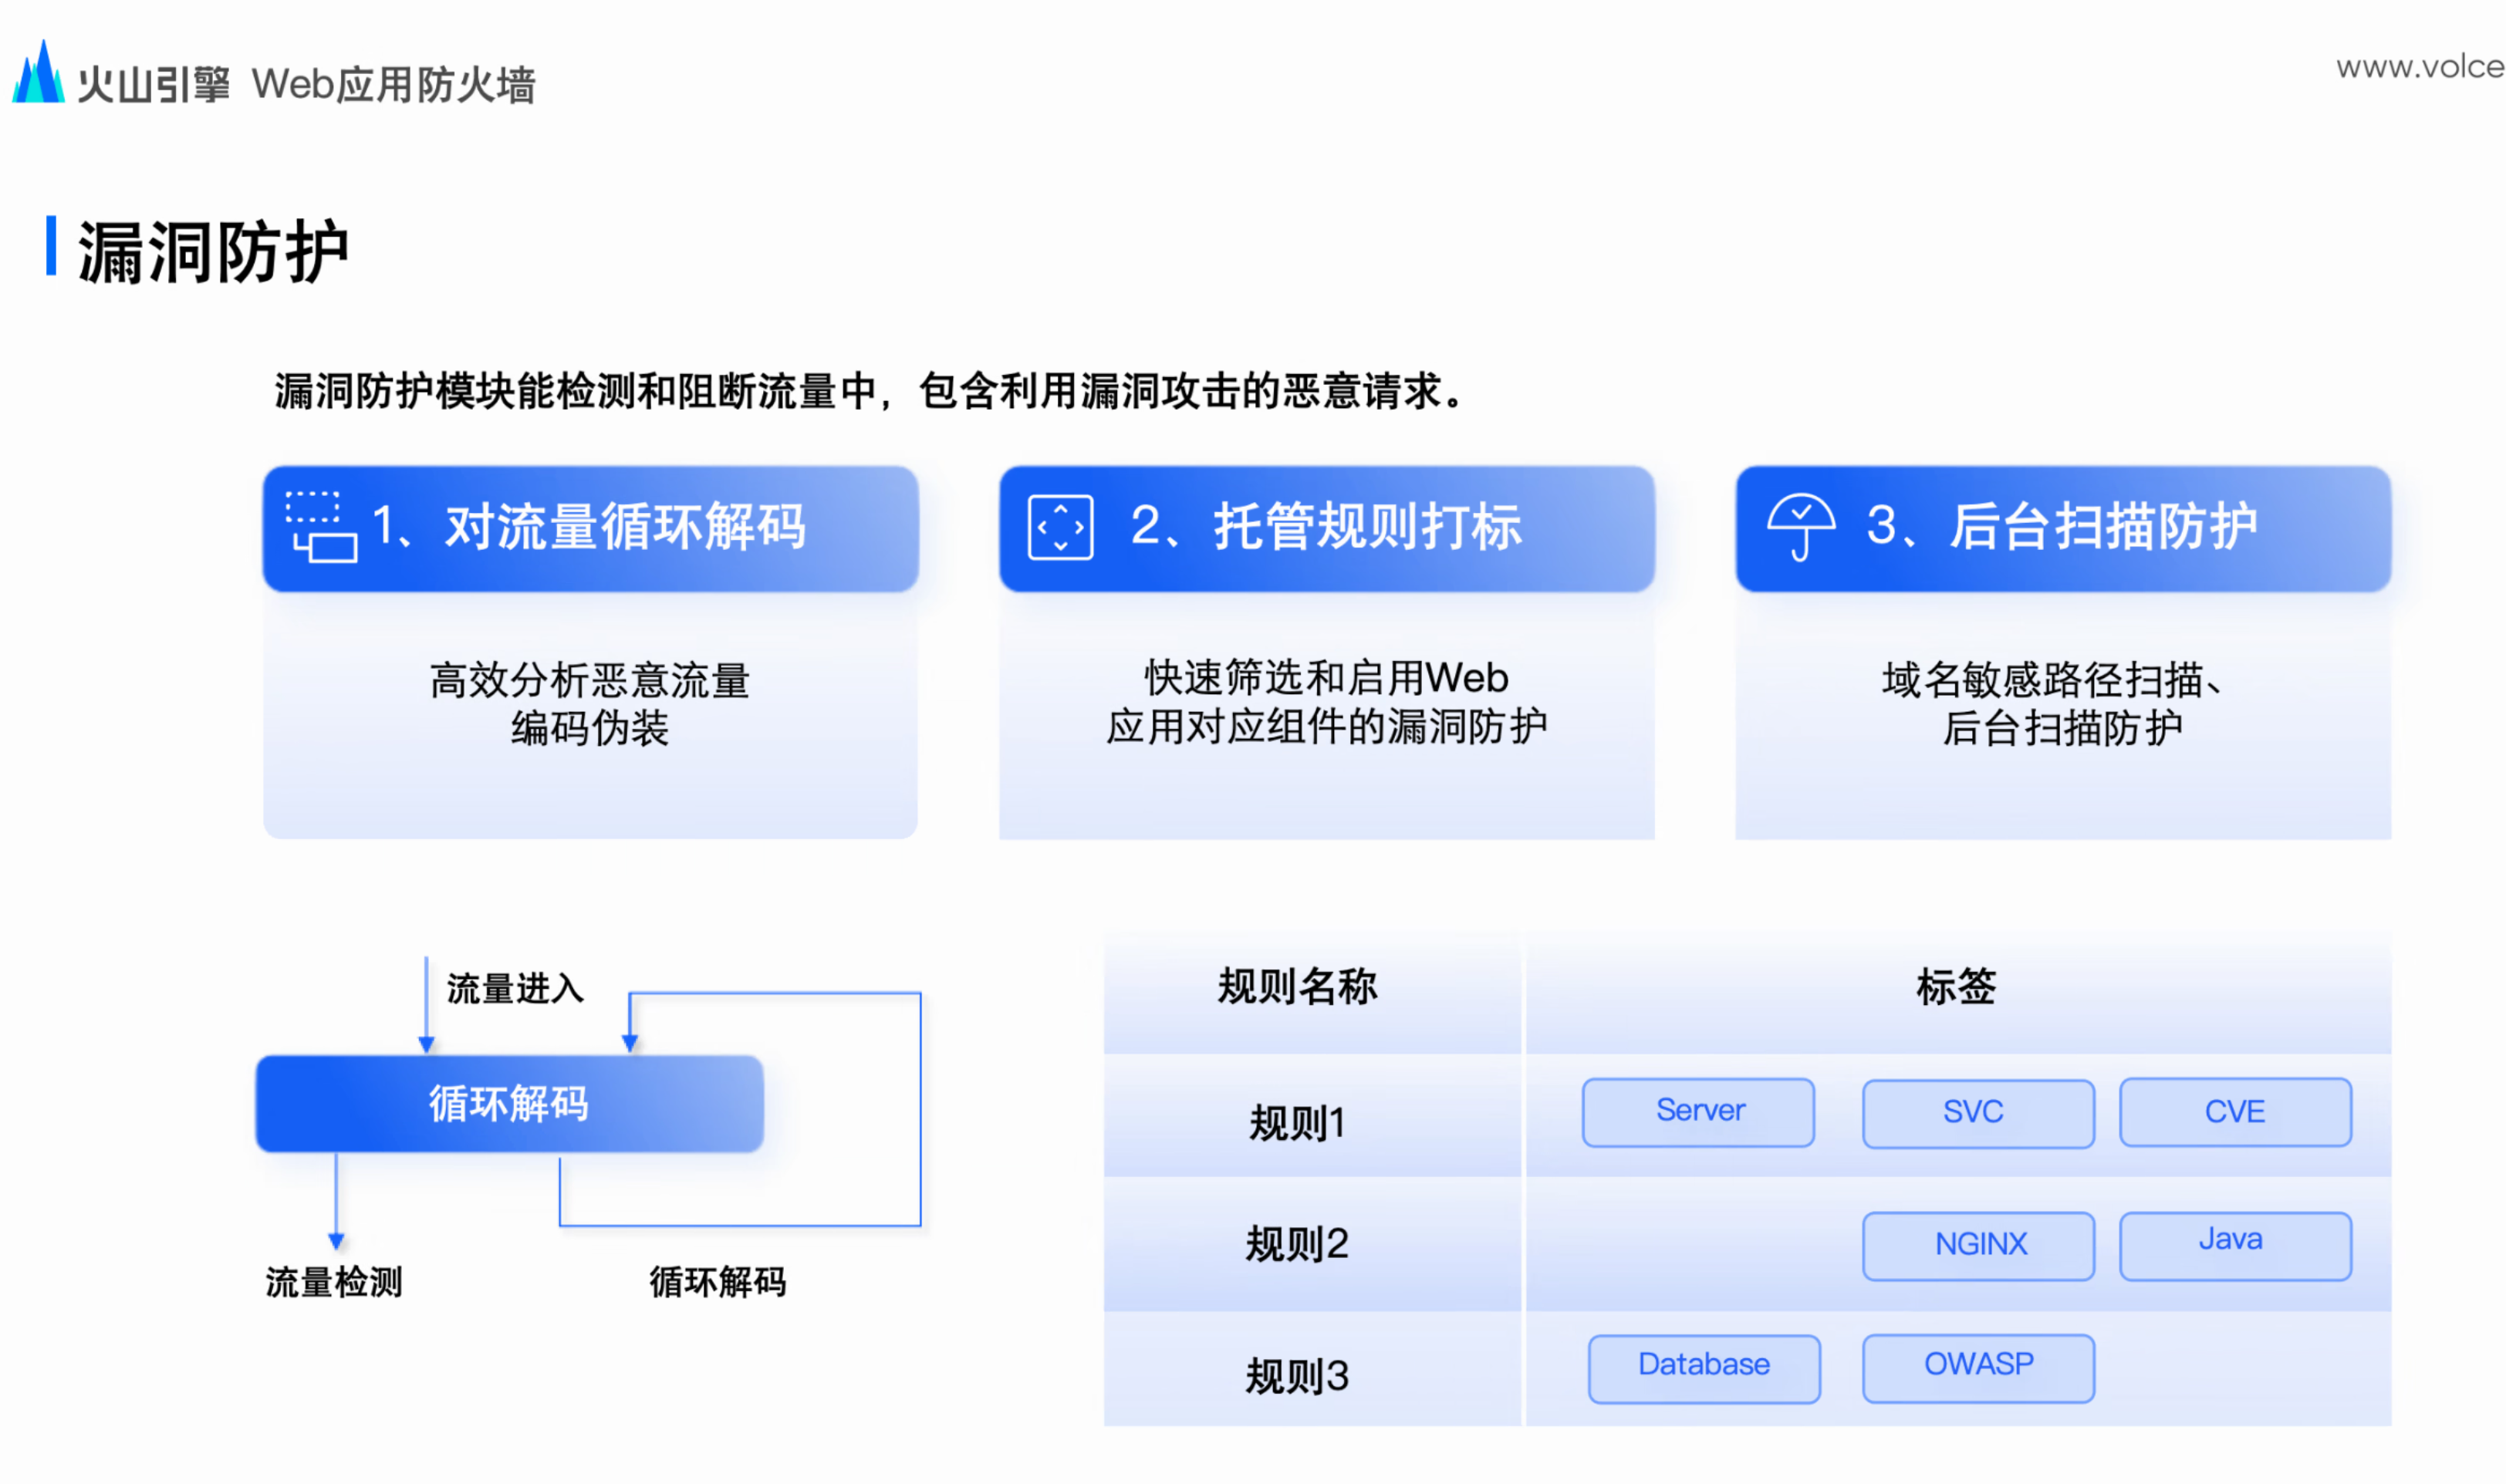 火山引擎 Web应用防火墙
www.volce
漏洞防护
漏洞防护模块能检测和阻断流量中，包含利用漏洞攻击的恶意请求。
1、对流量循环解码
高效分析恶意流量
编码伪装
2、托管规则打标
快速筛选和启用Web
应用对应组件的漏洞防护
3、后台扫描防护
域名敏感路径扫描、
后台扫描防护
流量进入
循环解码
流量检测
循环解码
规则名称 标签
规则1 Server SVC CVE
规则2 NGINX Java
规则3 Database OWASP